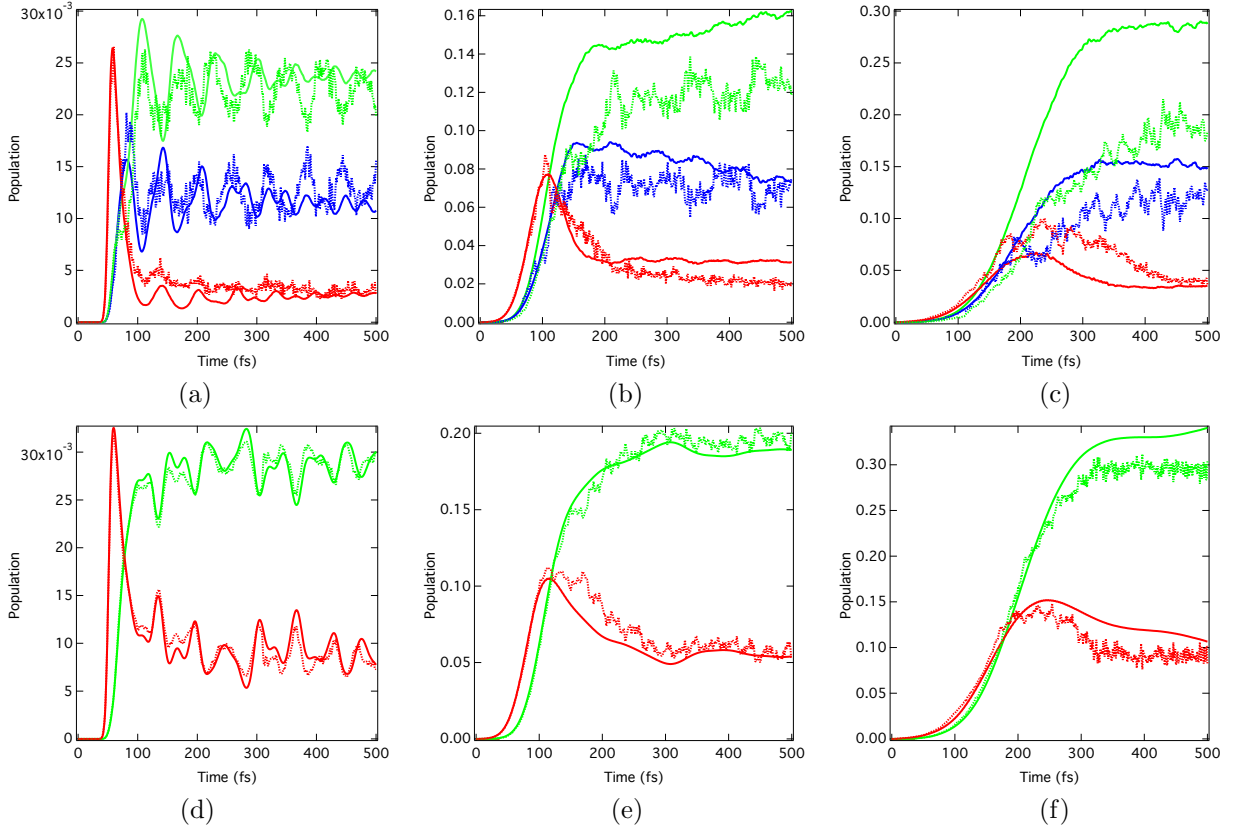 30x10⁻³
25
20
15
10
5
0
Population
0 100 200 300 400 500
Time (fs)
(a)
0.16
0.14
0.12
0.10
0.08
0.06
0.04
0.02
0.00
Population
0 100 200 300 400 500
Time (fs)
(b)
0.30
0.25
0.20
0.15
0.10
0.05
0.00
Population
0 100 200 300 400 500
Time (fs)
(c)
30x10⁻³
25
20
15
10
5
0
Population
0 100 200 300 400 500
Time (fs)
(d)
0.20
0.15
0.10
0.05
0.00
Population
0 100 200 300 400 500
Time (fs)
(e)
0.30
0.25
0.20
0.15
0.10
0.05
0.00
Population
0 100 200 300 400 500
Time (fs)
(f)